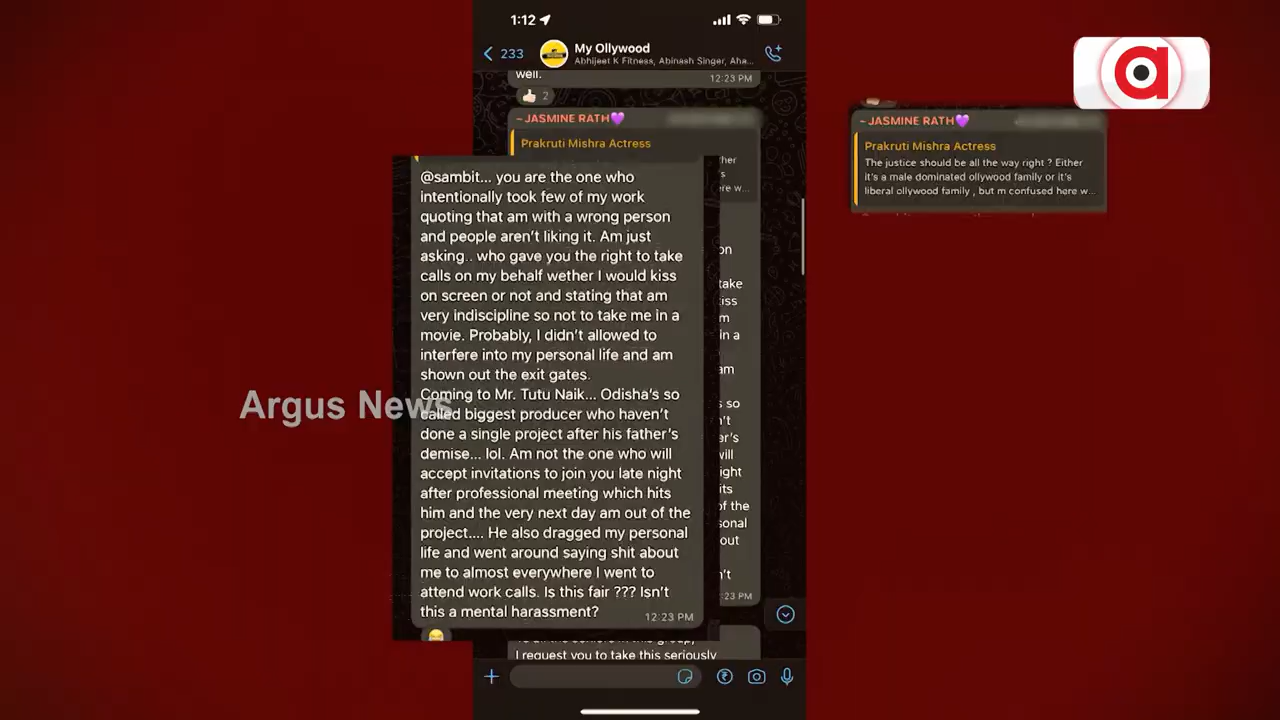 1:12
233
My Ollywood
Abhijeet K Fitness, Abinash Singer, Aha...
well.
12:23 PM
2
~ JASMINE RATH💜
Prakruti Mishra Actress
@sambit... you are the one who
intentionally took few of my work
quoting that am with a wrong person
and people aren't liking it. Am just
asking.. who gave you the right to take
calls on my behalf wether I would kiss
on screen or not and stating that am
very indiscipline so not to take me in a
movie. Probably, I didn't allowed to
interfere into my personal life and am
shown out the exit gates.
Coming to Mr. Tutu Naik... Odisha's so
called biggest producer who haven't
done a single project after his father's
demise... lol. Am not the one who will
accept invitations to join you late night
after professional meeting which hits
him and the very next day am out of the
project.... He also dragged my personal
life and went around saying shit about
me to almost everywhere I went to
attend work calls. Is this fair ??? Isn't
this a mental harassment?
12:23 PM
I request you to take this seriously
~ JASMINE RATH💜
Prakruti Mishra Actress
The justice should be all the way right ? Either
it's a male dominated ollywood family or it's
liberal ollywood family , but m confused here w...
a
Argus News